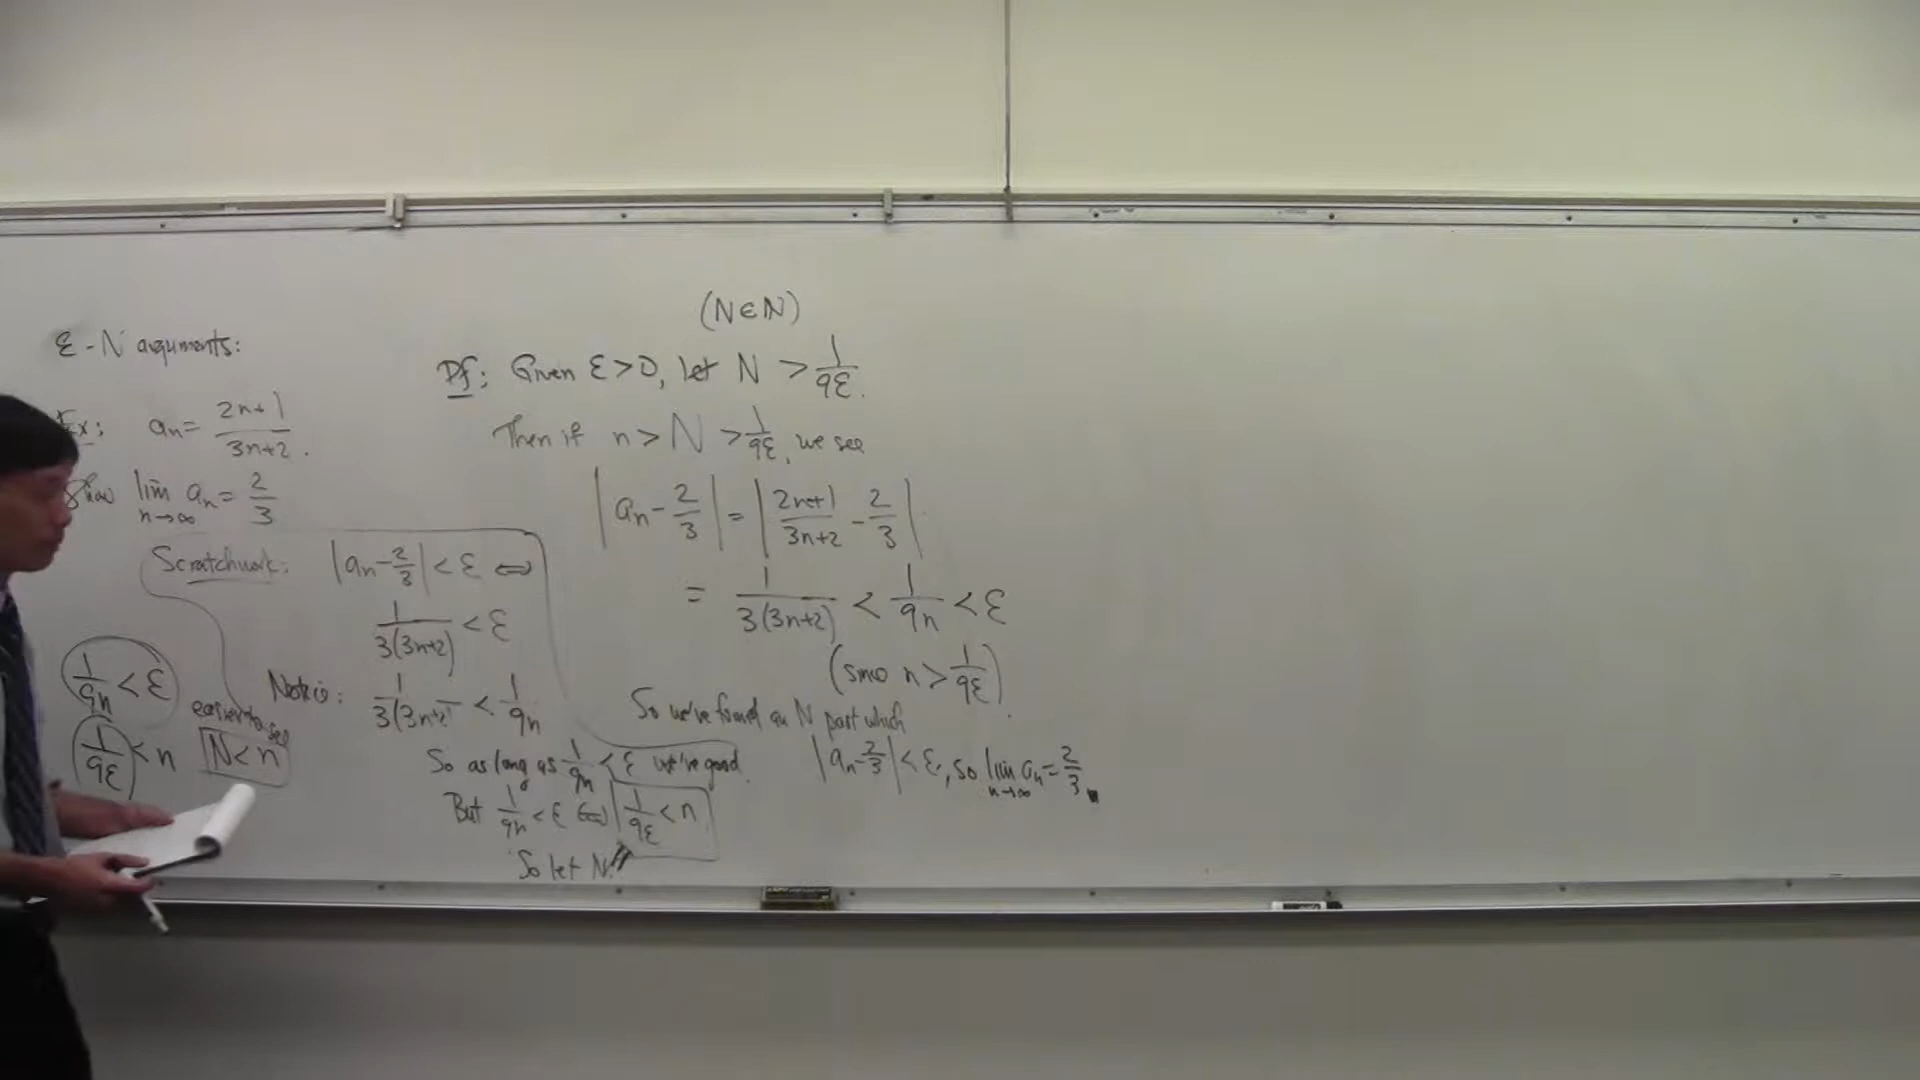 ε-N arguments:
Ex: aₙ = (2n+1)/(3n+2).
Show lim n→∞ aₙ = 2/3
Scratchwork: |aₙ - 2/3| < ε ⟺
1/(3(3n+2)) < ε
Notice: 1/(3(3n+2)) < 1/9n
So as long as 1/9n < ε we've good.
But 1/9n < ε ⟺ 1/9ε < n
So let N
1/9n < ε
1/9ε < n
easier to see
N < n
(N∈ℕ)
Pf: Given ε>0, let N > 1/9ε.
Then if n > N > 1/9ε, we see
|aₙ - 2/3| = |(2n+1)/(3n+2) - 2/3|
= 1/(3(3n+2)) < 1/9n < ε
(since n > 1/9ε).
So we've found an N past which
|aₙ - 2/3| < ε, so lim n→∞ aₙ = 2/3